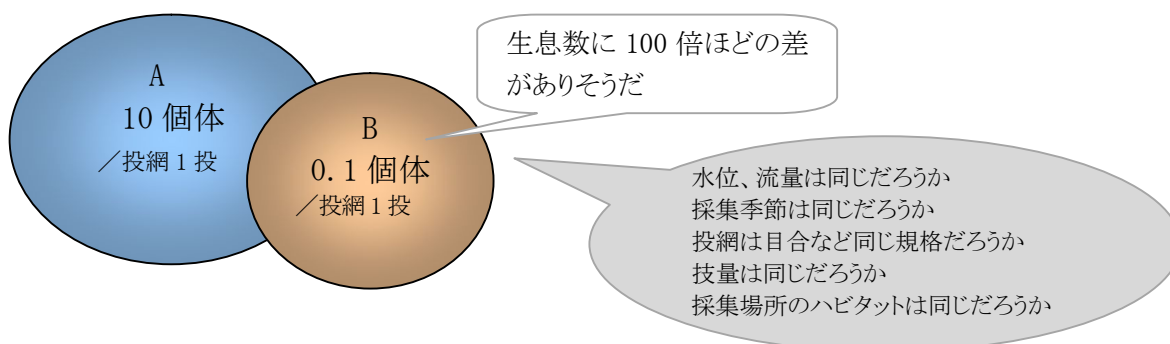 A
10 個体
／投網 1 投
B
0.1 個体
／投網 1 投
生息数に 100 倍ほどの差
がありそうだ
水位、流量は同じだろうか
採集季節は同じだろうか
投網は目合など同じ規格だろうか
技量は同じだろうか
採集場所のハビタットは同じだろうか